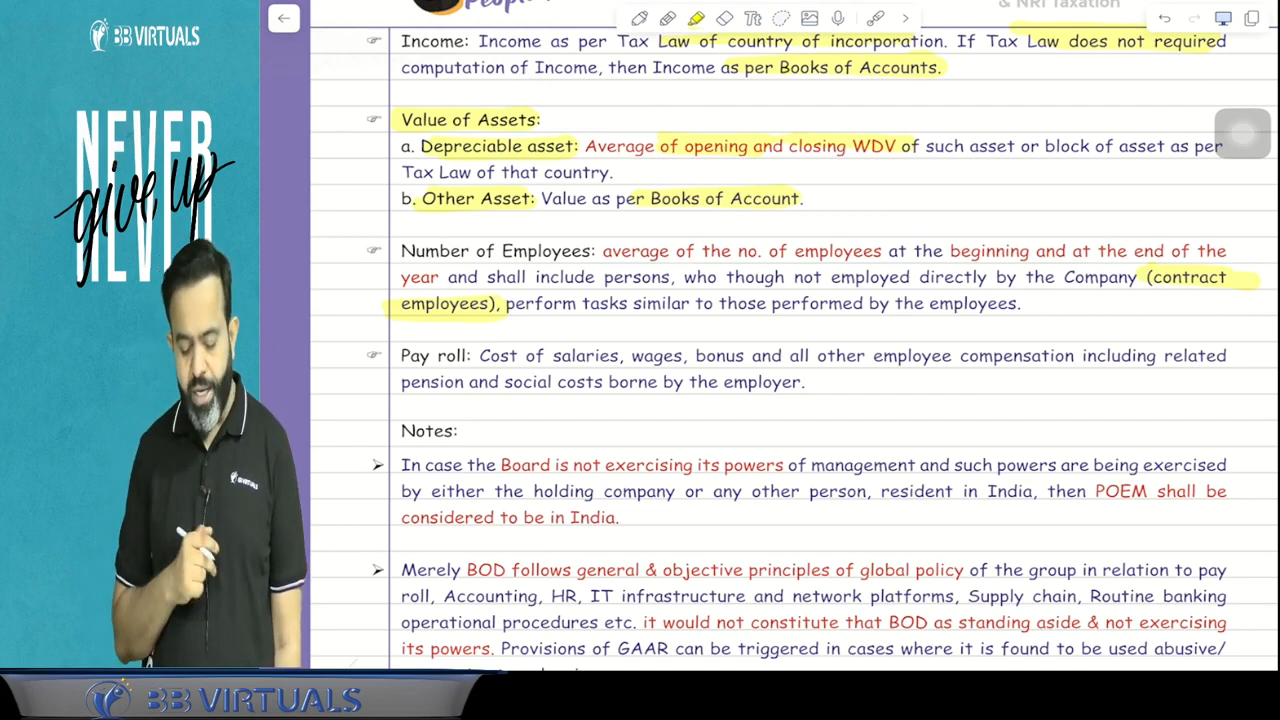 People
& NRI Taxation
BB VIRTUALS
NEVER
give up
NEVER
Income: Income as per Tax Law of country of incorporation. If Tax Law does not required
computation of Income, then Income as per Books of Accounts.
Value of Assets:
a. Depreciable asset: Average of opening and closing WDV of such asset or block of asset as per
Tax Law of that country.
b. Other Asset: Value as per Books of Account.
Number of Employees: average of the no. of employees at the beginning and at the end of the
year and shall include persons, who though not employed directly by the Company (contract
employees), perform tasks similar to those performed by the employees.
Pay roll: Cost of salaries, wages, bonus and all other employee compensation including related
pension and social costs borne by the employer.
Notes:
In case the Board is not exercising its powers of management and such powers are being exercised
by either the holding company or any other person, resident in India, then POEM shall be
considered to be in India.
Merely BOD follows general & objective principles of global policy of the group in relation to pay
roll, Accounting, HR, IT infrastructure and network platforms, Supply chain, Routine banking
operational procedures etc. it would not constitute that BOD as standing aside & not exercising
its powers. Provisions of GAAR can be triggered in cases where it is found to be used abusive/
BB VIRTUALS